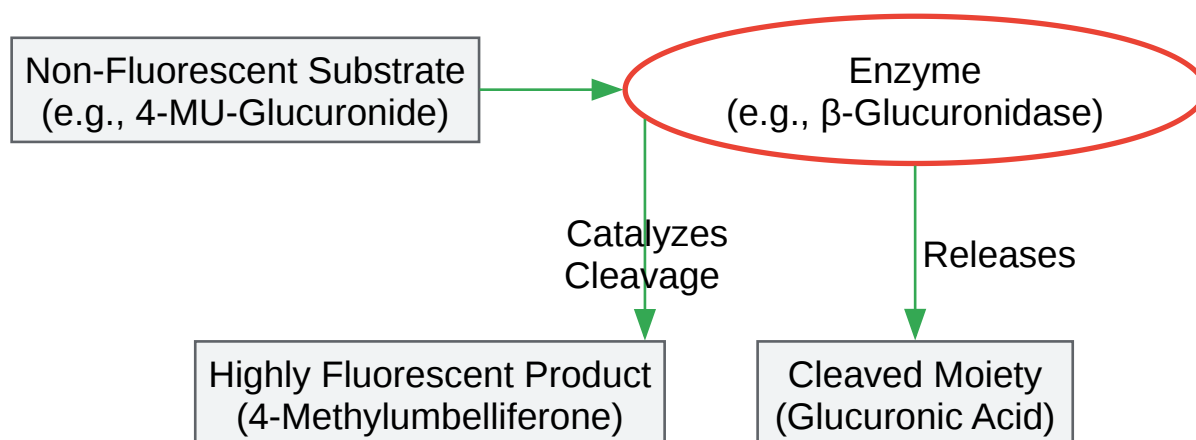 Non-Fluorescent Substrate
(e.g., 4-MU-Glucuronide)
Enzyme
(e.g., β-Glucuronidase)
Catalyzes
Cleavage
Releases
Highly Fluorescent Product
(4-Methylumbelliferone)
Cleaved Moiety
(Glucuronic Acid)